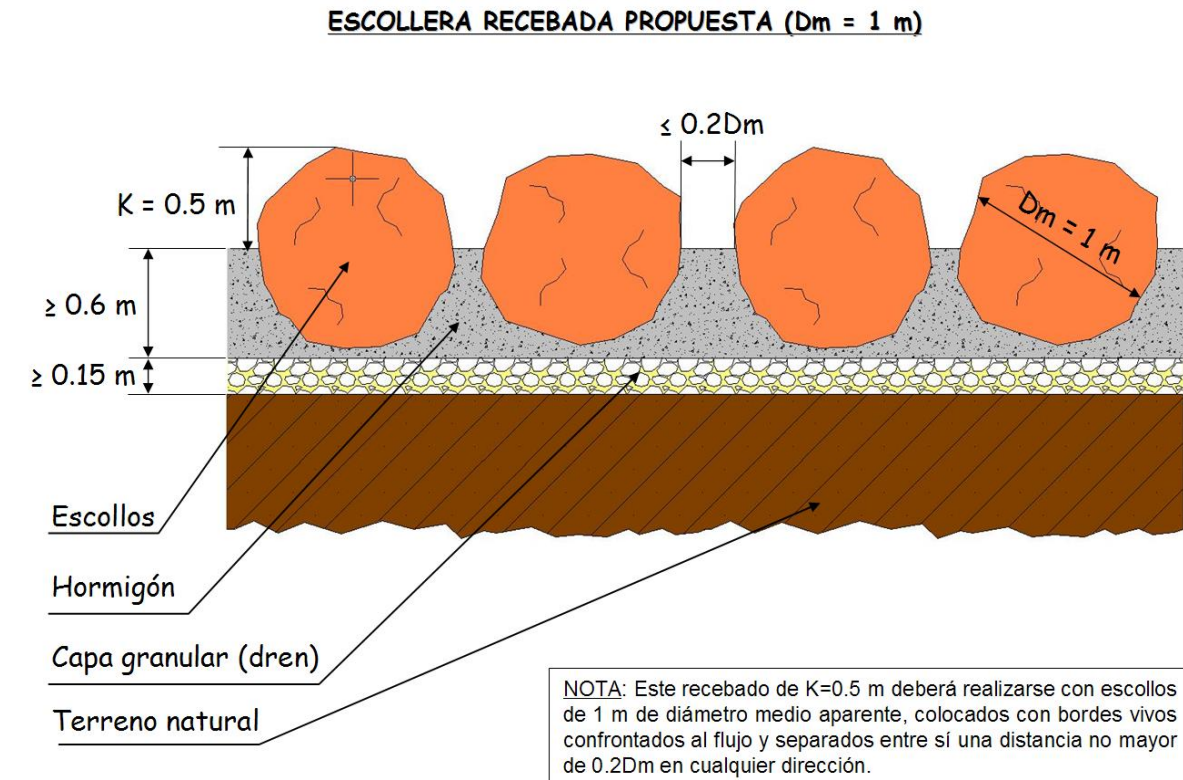 ESCOLLERA RECEBADA PROPUESTA (Dm = 1 m)
≤ 0.2Dm
K = 0.5 m
Dm = 1 m
≥ 0.6 m
≥ 0.15 m
Escollos
Hormigón
Capa granular (dren)
Terreno natural
NOTA: Este recebado de K=0.5 m deberá realizarse con escollos
de 1 m de diámetro medio aparente, colocados con bordes vivos
confrontados al flujo y separados entre sí una distancia no mayor
de 0.2Dm en cualquier dirección.